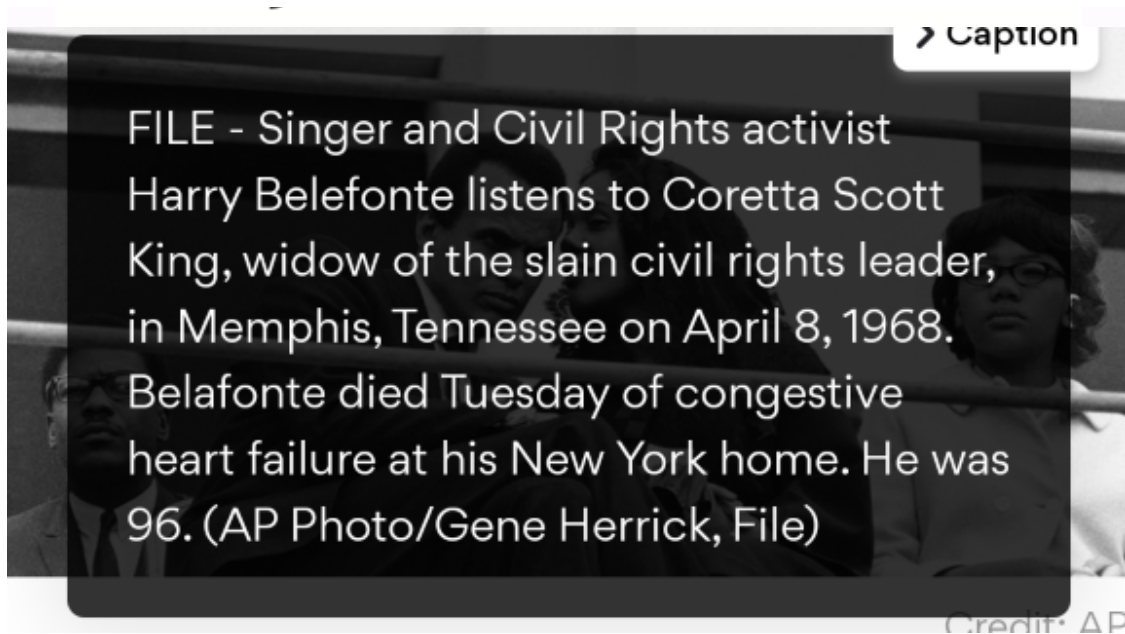 Caption
FILE - Singer and Civil Rights activist
Harry Belefonte listens to Coretta Scott
King, widow of the slain civil rights leader,
in Memphis, Tennessee on April 8, 1968.
Belafonte died Tuesday of congestive
heart failure at his New York home. He was
96. (AP Photo/Gene Herrick, File)
Credit: AP